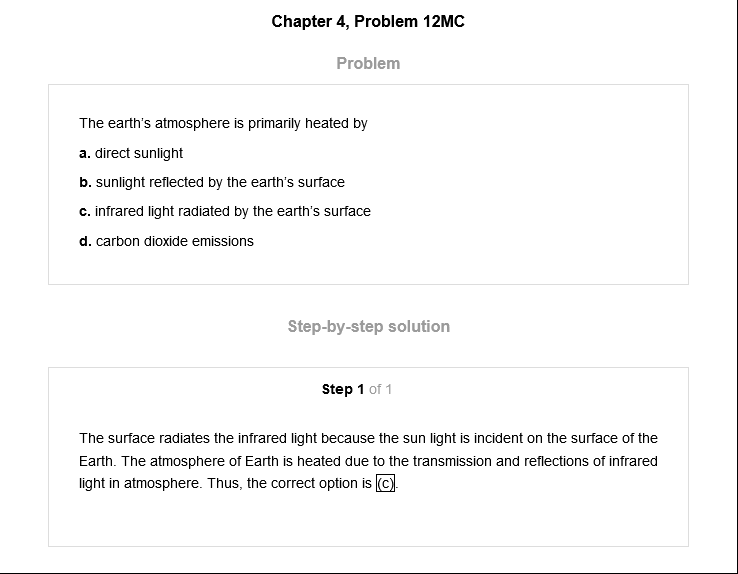 Chapter 4, Problem 12MC
Problem
The earth's atmosphere is primarily heated by
a. direct sunlight
b. sunlight reflected by the earth's surface
c. infrared light radiated by the earth's surface
d. carbon dioxide emissions
Step-by-step solution
Step 1 of 1
The surface radiates the infrared light because the sun light is incident on the surface of the
Earth. The atmosphere of Earth is heated due to the transmission and reflections of infrared
light in atmosphere. Thus, the correct option is (c).